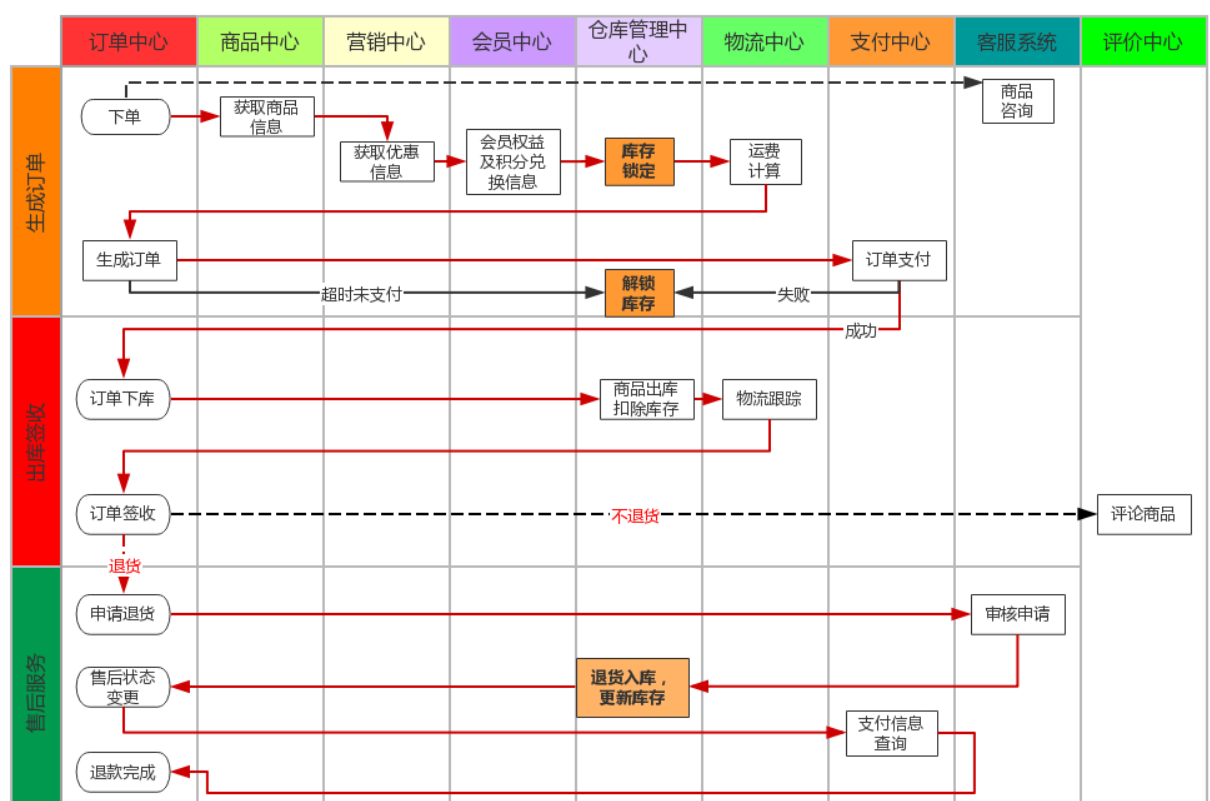 订单中心
商品中心
营销中心
会员中心
仓库管理中
心
物流中心
支付中心
客服系统
评价中心
生成订单
下单
获取商品
信息
获取优惠
信息
会员权益
及积分兑
换信息
库存
锁定
运费
计算
商品
咨询
生成订单
订单支付
超时未支付
解锁
库存
失败
出库签收
成功
订单下库
商品出库
扣除库存
物流跟踪
订单签收
不退货
评论商品
退货
售后服务
申请退货
审核申请
售后状态
变更
退货入库，
更新库存
支付信息
查询
退款完成